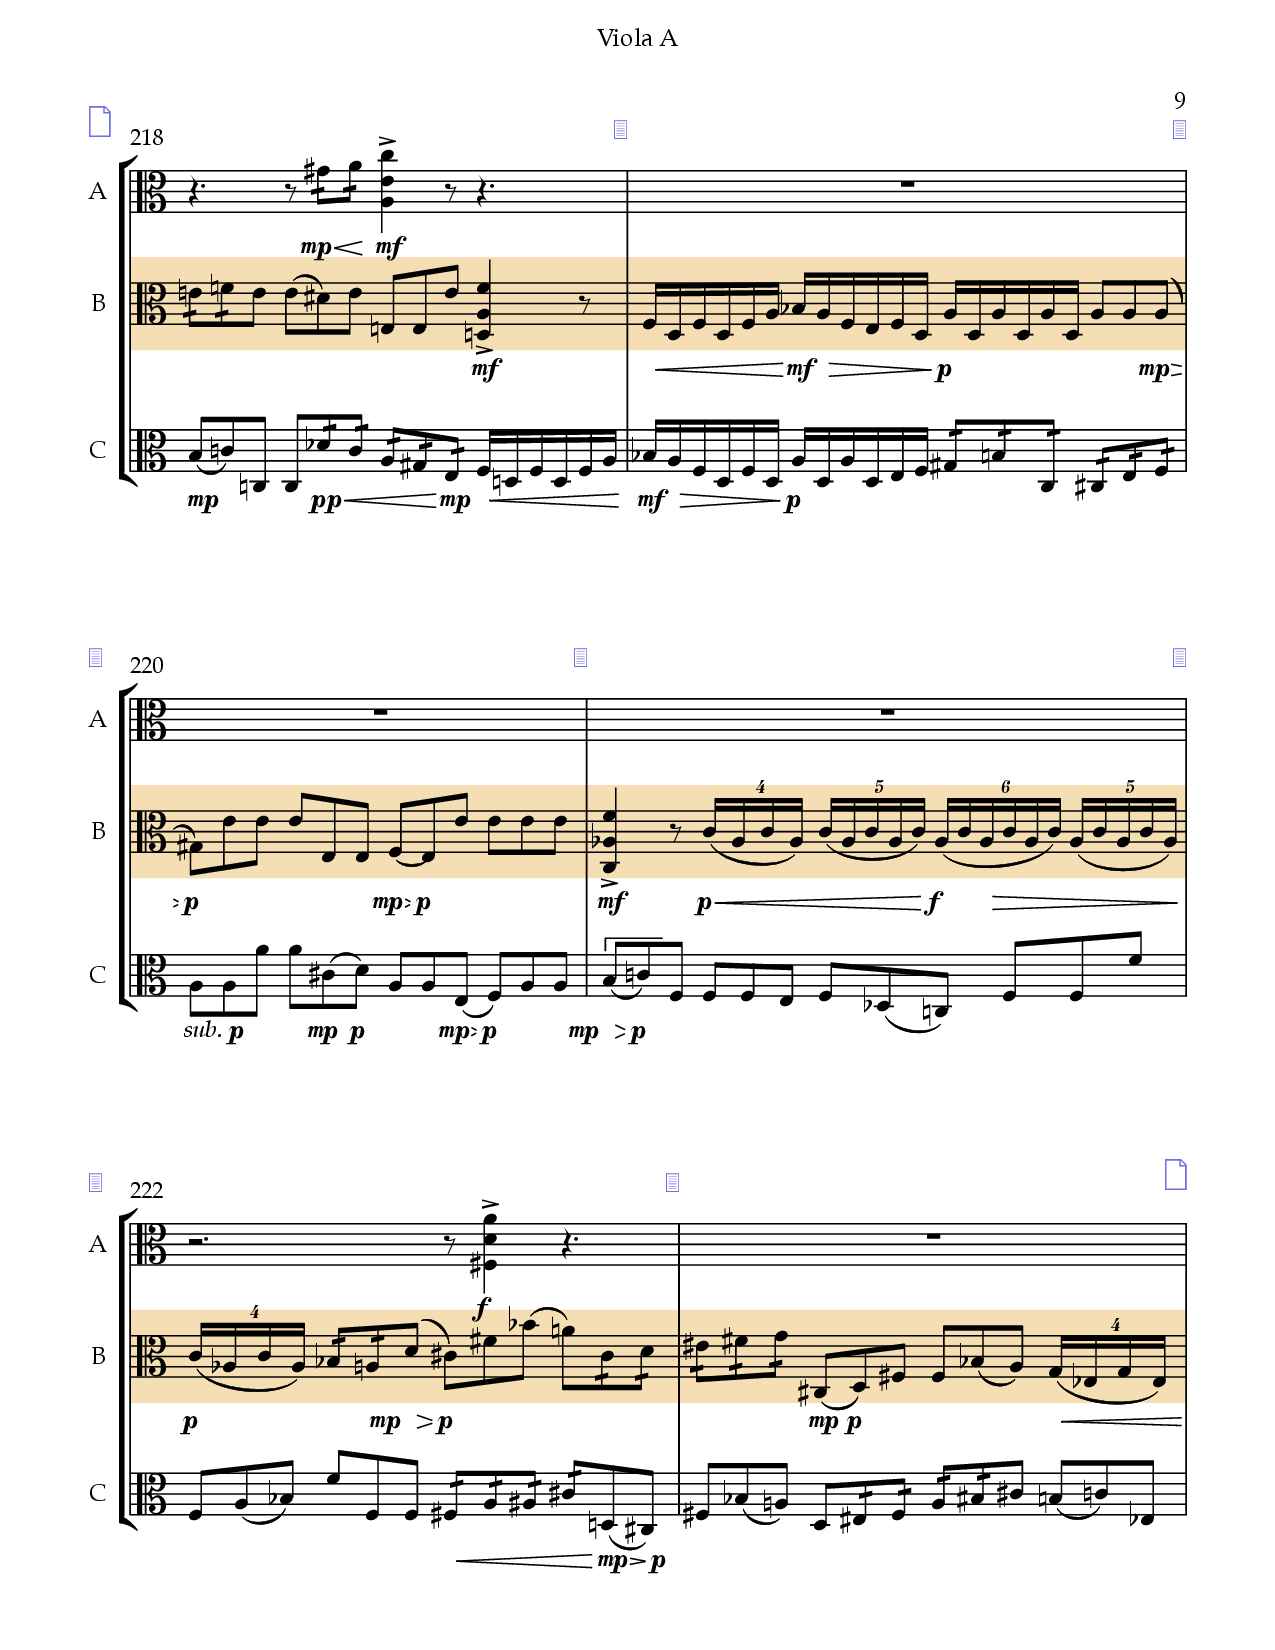 Viola A
9
218
A
mp mf
B
mf mf p mp
C
mp pp mp mf p
220
A
4 5 6 5
B
p mp p mf p f
C
sub. p mp p mp p mp p
222
A
f
4 4
B
p mp p mp p
C
mp p